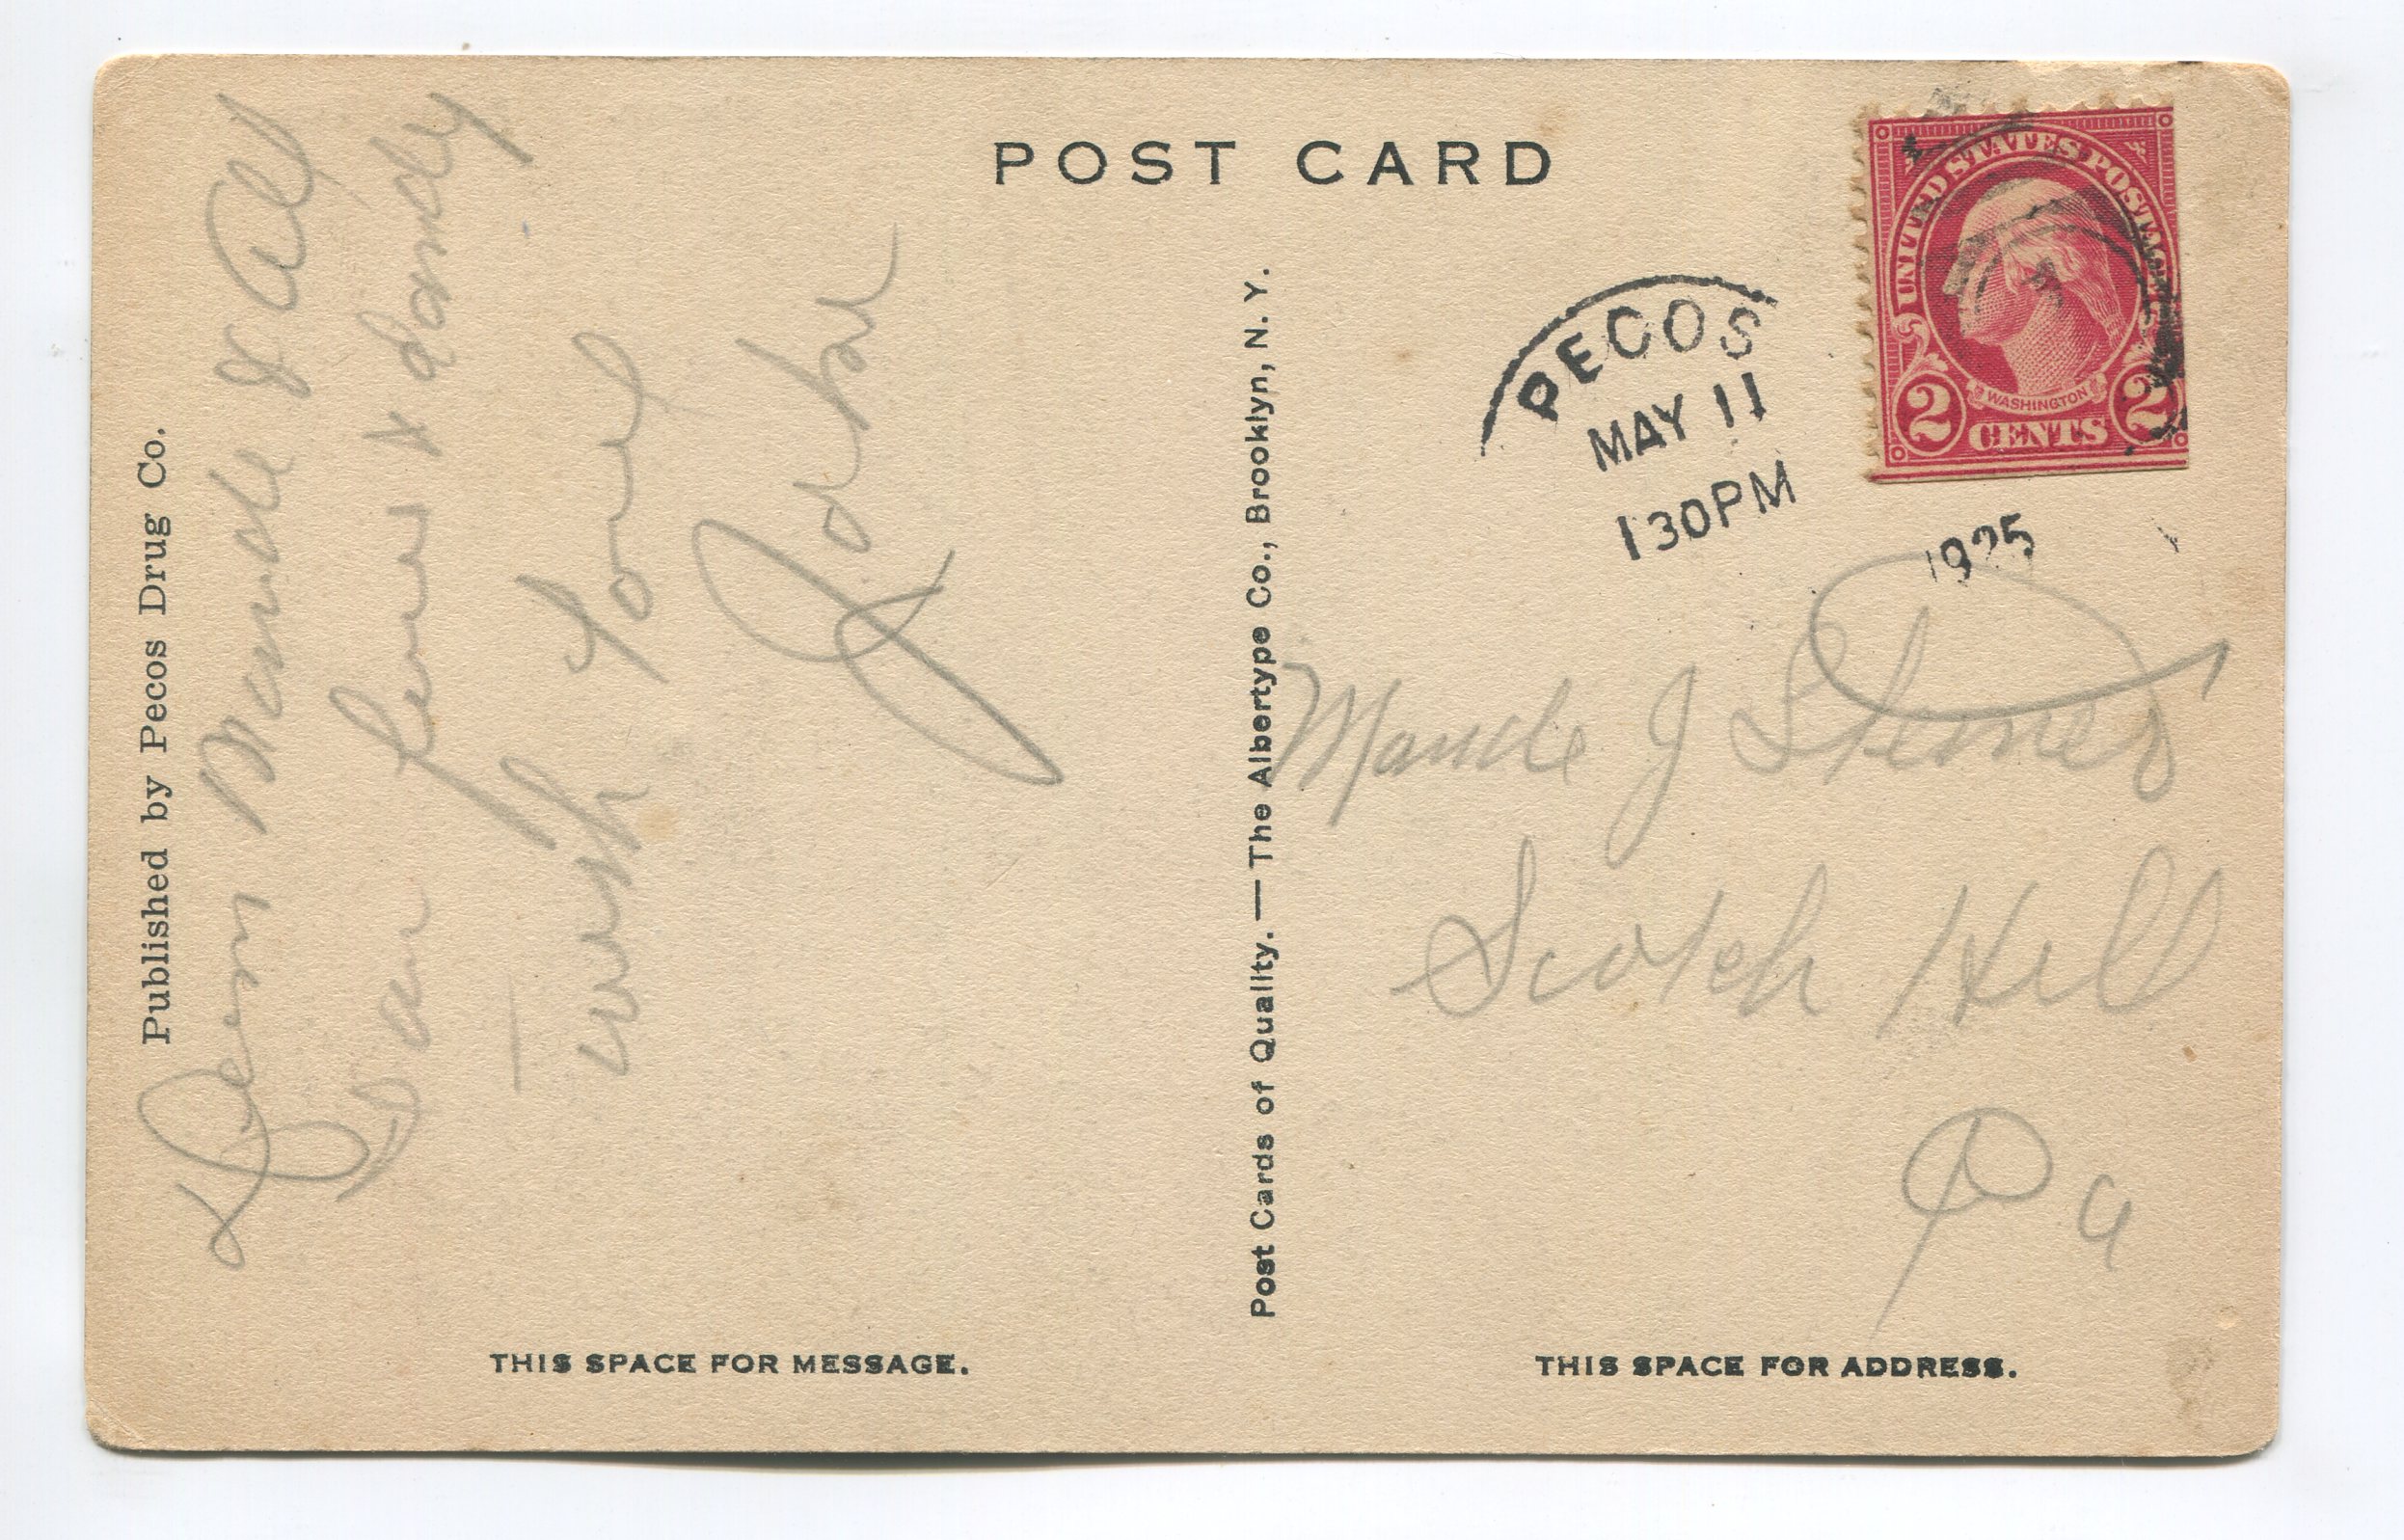 POST CARD
Published by Pecos Drug Co.
Dear Maude & All
I am fine & dandy
I wish you
John
THIS SPACE FOR MESSAGE.
Post Cards of Quality. — The Albertype Co., Brooklyn, N. Y.
UNITED STATES POSTAGE
WASHINGTON
2 CENTS 2
PECOS
MAY 11
130PM
1925
Maude J
Scotch Hill
Pa
THIS SPACE FOR ADDRESS.